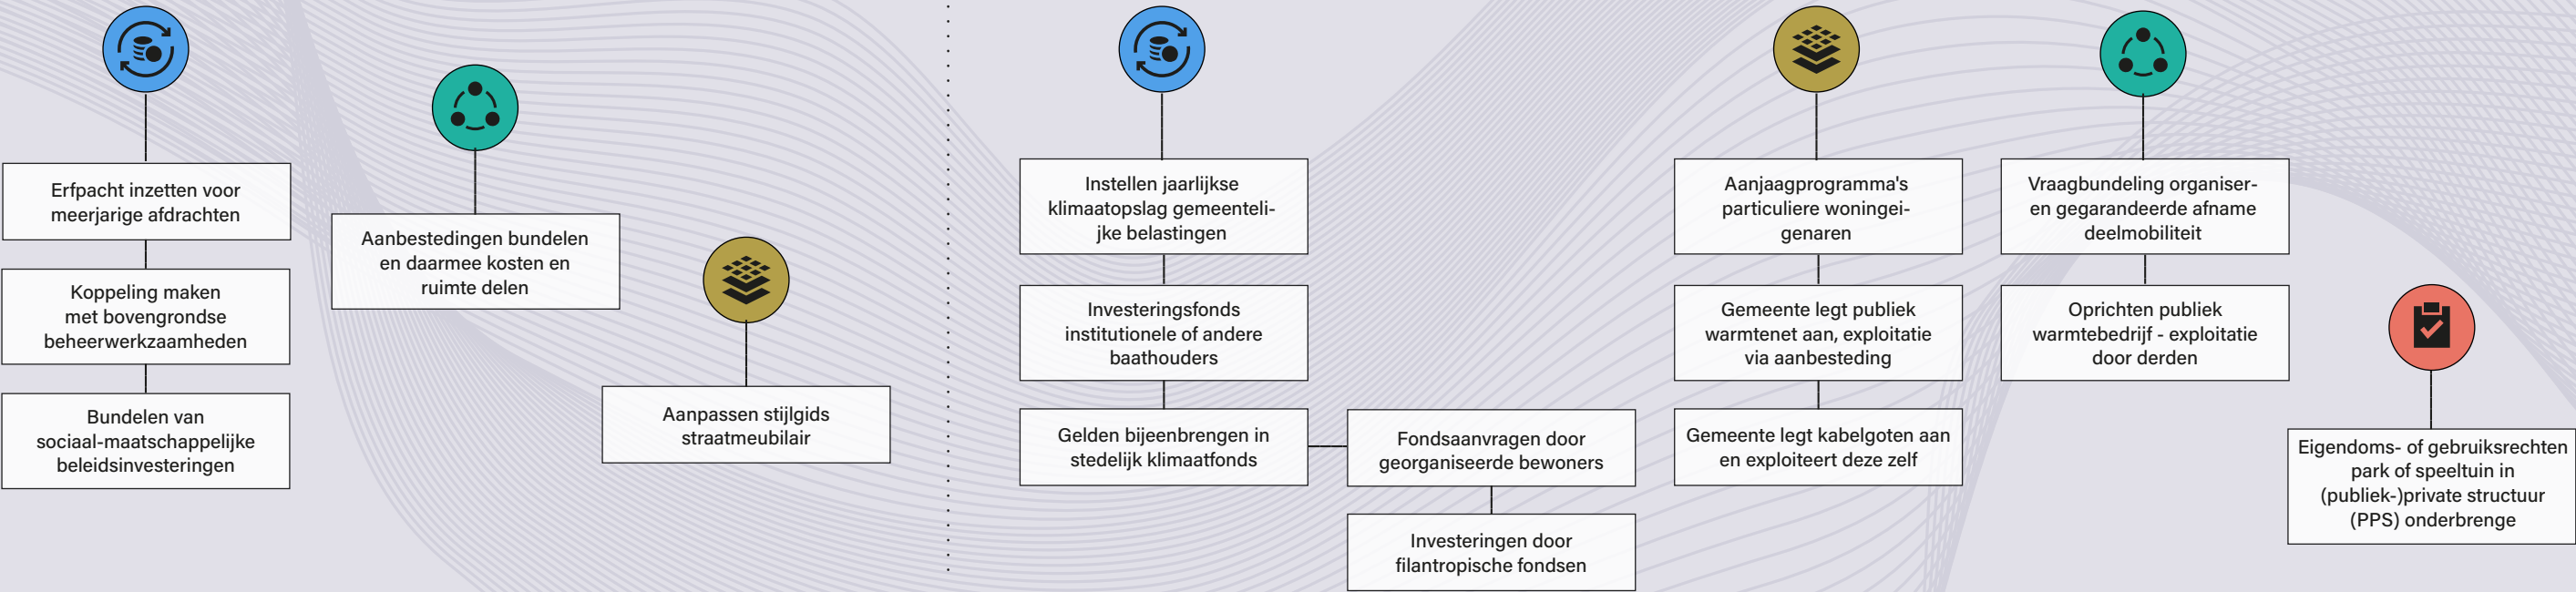 Erfpacht inzetten voor
meerjarige afdrachten
Koppeling maken
met bovengrondse
beheerwerkzaamheden
Bundelen van
sociaal-maatschappelijke
beleidsinvesteringen
Aanbestedingen bundelen
en daarmee kosten en
ruimte delen
Aanpassen stijlgids
straatmeubilair
Instellen jaarlijkse
klimaatopslag gemeenteli-
jke belastingen
Investeringsfonds
institutionele of andere
baathouders
Gelden bijeenbrengen in
stedelijk klimaatfonds
Fondsaanvragen door
georganiseerde bewoners
Investeringen door
filantropische fondsen
Aanjaagprogramma's
particuliere woningei-
genaren
Gemeente legt publiek
warmtenet aan, exploitatie
via aanbesteding
Gemeente legt kabelgoten aan
en exploiteert deze zelf
Vraagbundeling organiser-
en gegarandeerde afname
deelmobiliteit
Oprichten publiek
warmtebedrijf - exploitatie
door derden
Eigendoms- of gebruiksrechten
park of speeltuin in
(publiek-)private structuur
(PPS) onderbrenge